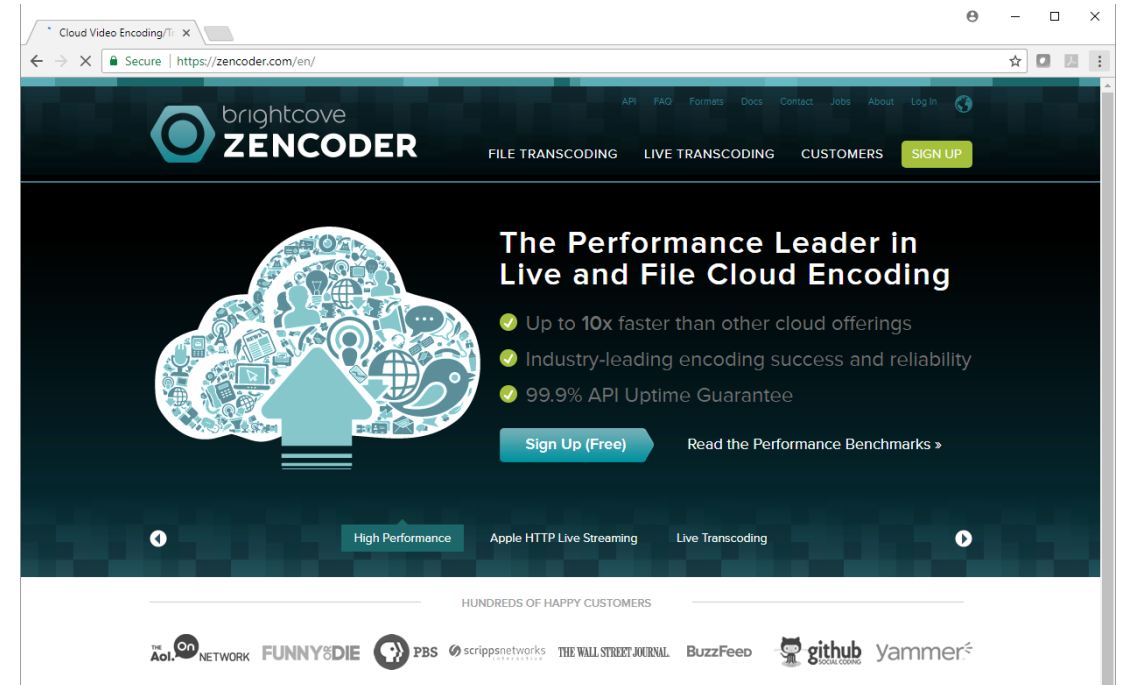 Cloud Video Encoding/Tr
Secure | https://zencoder.com/en/
API FAQ Formats Docs Contact Jobs About Log In
brightcove
ZENCODER
FILE TRANSCODING LIVE TRANSCODING CUSTOMERS SIGN UP
The Performance Leader in
Live and File Cloud Encoding
Up to 10x faster than other cloud offerings
Industry-leading encoding success and reliability
99.9% API Uptime Guarantee
Sign Up (Free) Read the Performance Benchmarks »
NEWS
High Performance Apple HTTP Live Streaming Live Transcoding
HUNDREDS OF HAPPY CUSTOMERS
THE Aol. On NETWORK FUNNY OR DIE PBS scrippsnetworks interactive THE WALL STREET JOURNAL. BuzzFeed github SOCIAL CODING yammer